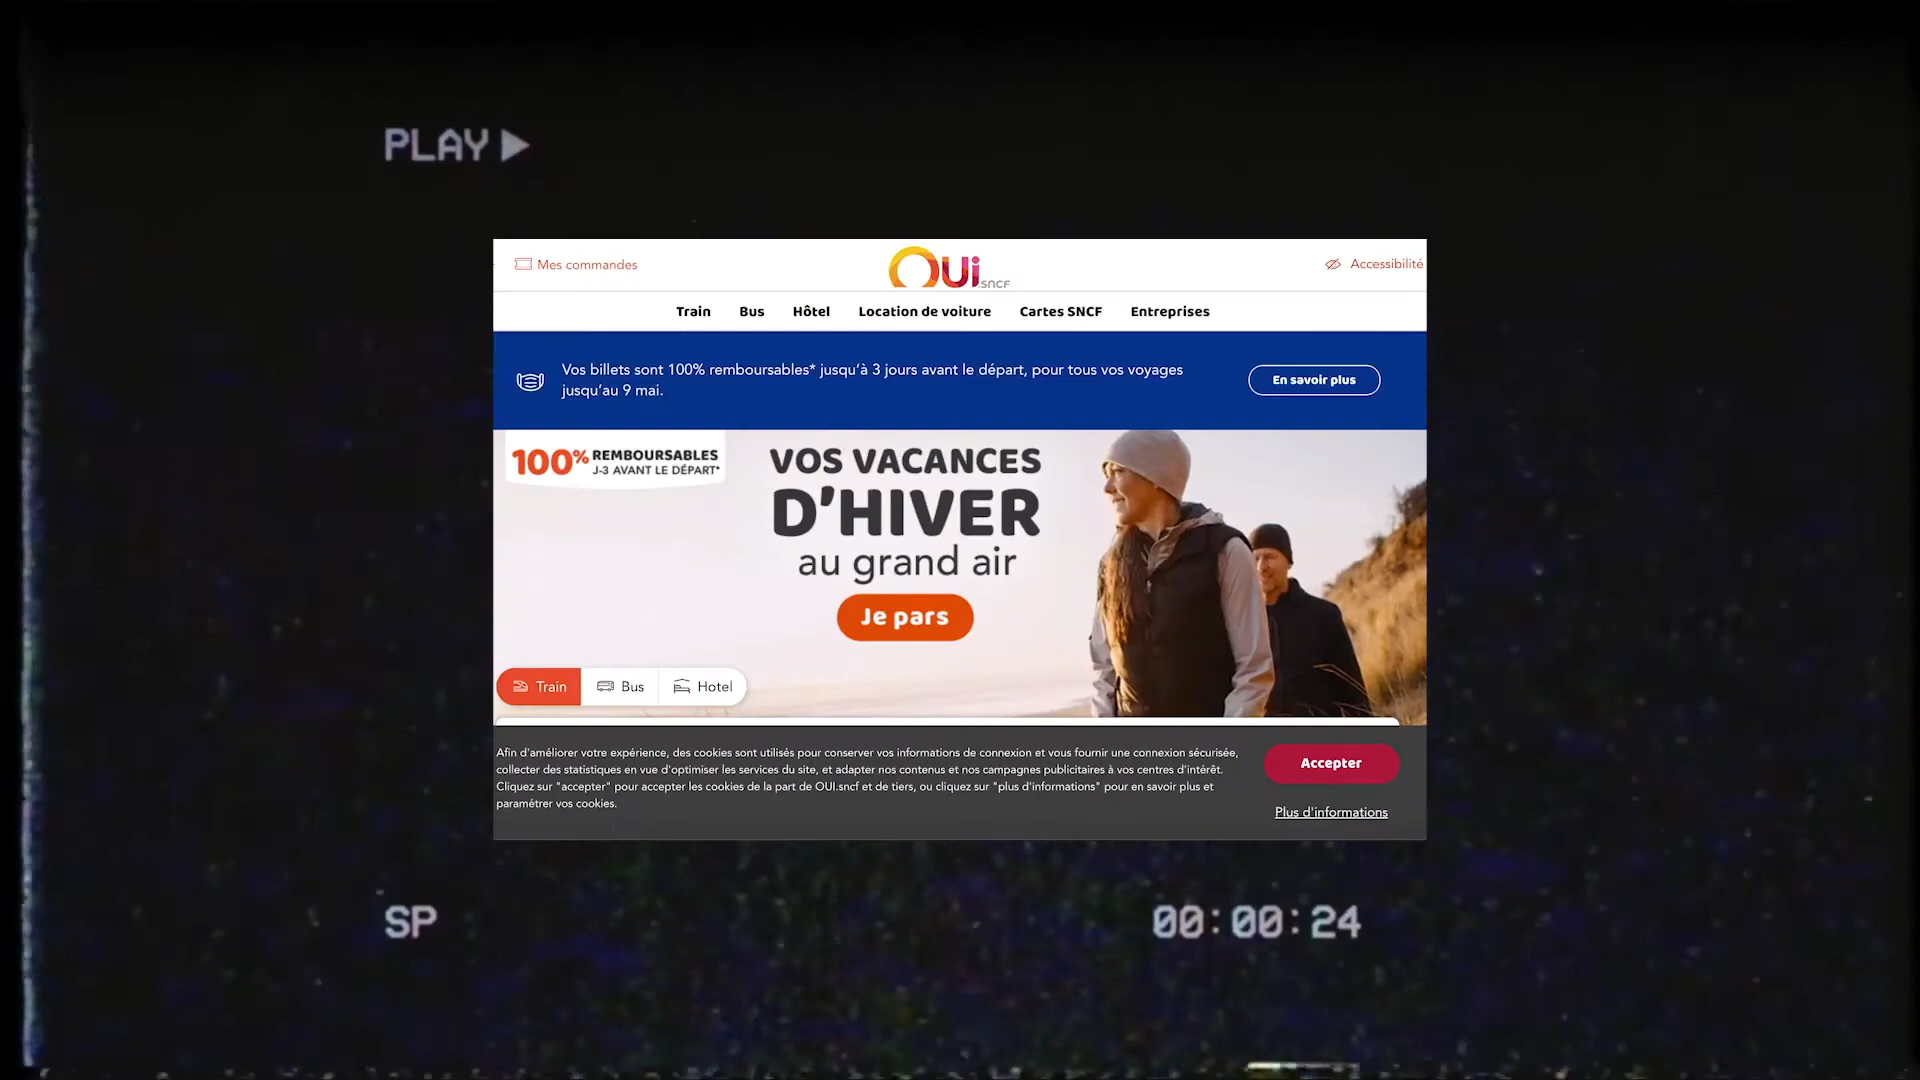 PLAY
Mes commandes
OUi.SNCF
Accessibilité
Train Bus Hôtel Location de voiture Cartes SNCF Entreprises
Vos billets sont 100% remboursables* jusqu'à 3 jours avant le départ, pour tous vos voyages
jusqu'au 9 mai.
En savoir plus
100% REMBOURSABLES
J-3 AVANT LE DÉPART*
VOS VACANCES
D'HIVER
au grand air
Je pars
Train Bus Hotel
Afin d'améliorer votre expérience, des cookies sont utilisés pour conserver vos informations de connexion et vous fournir une connexion sécurisée,
collecter des statistiques en vue d'optimiser les services du site, et adapter nos contenus et nos campagnes publicitaires à vos centres d'intérêt.
Cliquez sur "accepter" pour accepter les cookies de la part de OUI.sncf et de tiers, ou cliquez sur "plus d'informations" pour en savoir plus et
paramétrer vos cookies.
Accepter
Plus d'informations
SP
00:00:24